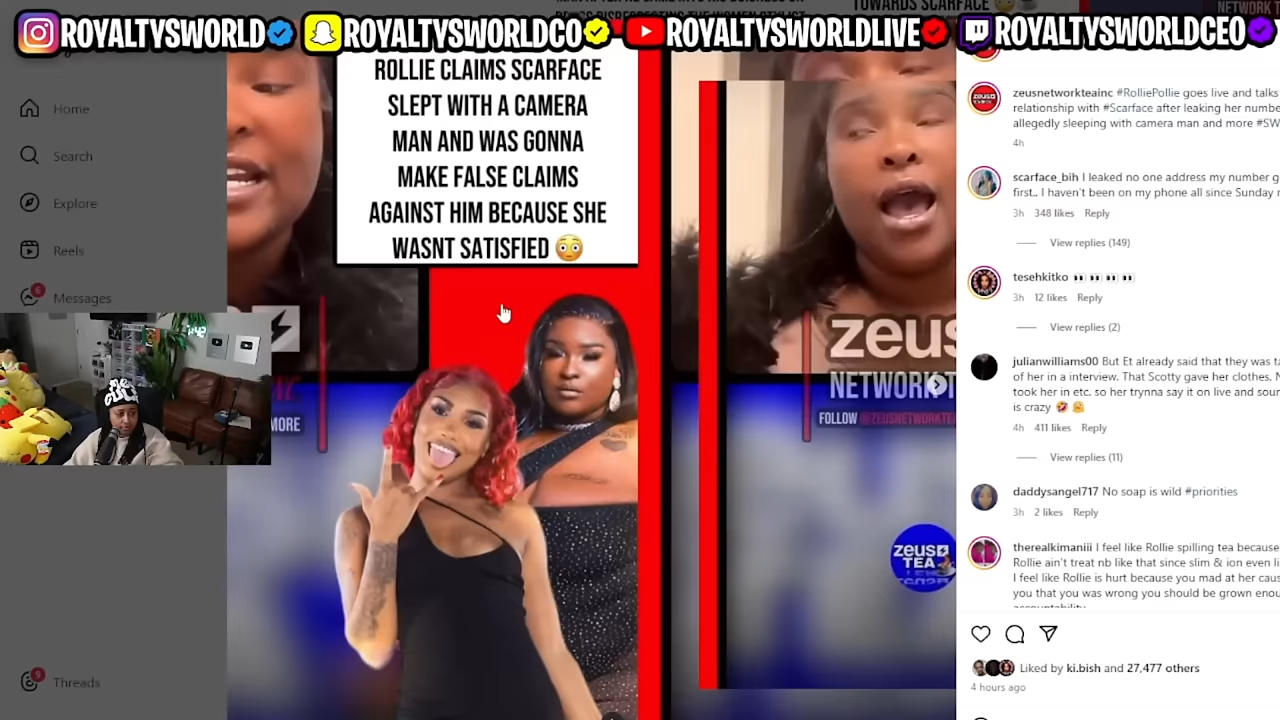 ROYALTYSWORLD
ROYALTYSWORLDCO
ROYALTYSWORLDLIVE
ROYALTYSWORLDCEO
TOWARDS SCARFACE
NETWORK T
Home
Search
Explore
Reels
6
Messages
9
Threads
ROLLIE CLAIMS SCARFACE
SLEPT WITH A CAMERA
MAN AND WAS GONNA
MAKE FALSE CLAIMS
AGAINST HIM BECAUSE SHE
WASNT SATISFIED 😳
MORE
zeus
NETWORK T
FOLLOW @ZEUSNETWORKTE
ZEUS
TEA
zeusnetworkteainc #RolliePollie goes live and talks
relationship with #Scarface after leaking her numbe
allegedly sleeping with camera man and more #SW
4h
scarface_bih I leaked no one address my number g
first.. I haven't been on my phone all since Sunday
3h 348 likes Reply
View replies (149)
tesehkitko 👀 👀 👀 👀
3h 12 likes Reply
View replies (2)
julianwilliams00 But Et already said that they was ta
of her in a interview. That Scotty gave her clothes,
took her in etc. so her trynna say it on live and soun
is crazy 🤣 🤗
4h 411 likes Reply
View replies (11)
daddysangel717 No soap is wild #priorities
3h 2 likes Reply
therealkimaniii I feel like Rollie spilling tea because
Rollie ain't treat nb like that since slim & ion even li
I feel like Rollie is hurt because you mad at her caus
you that you was wrong you should be grown enou
accountability
Liked by ki.bish and 27,477 others
4 hours ago